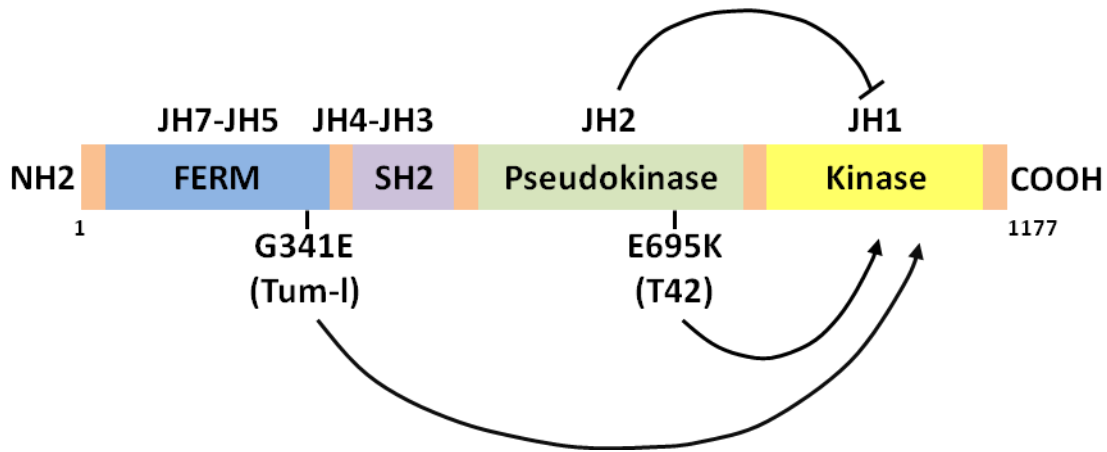 JH7-JH5 JH4-JH3 JH2 JH1
NH2 FERM SH2 Pseudokinase Kinase COOH
1 1177
G341E E695K
(Tum-l) (T42)